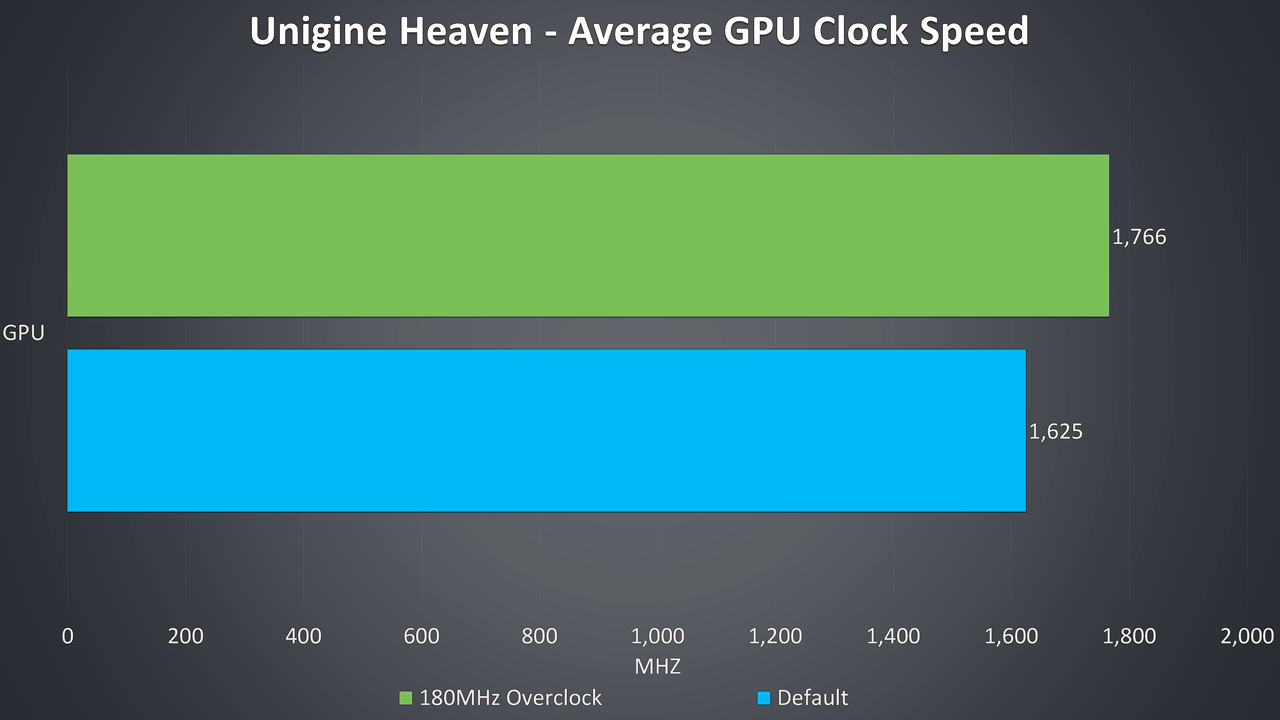 Unigine Heaven - Average GPU Clock Speed
1,766
GPU
1,625
0 200 400 600 800 1,000 1,200 1,400 1,600 1,800 2,000
MHZ
180MHz Overclock Default